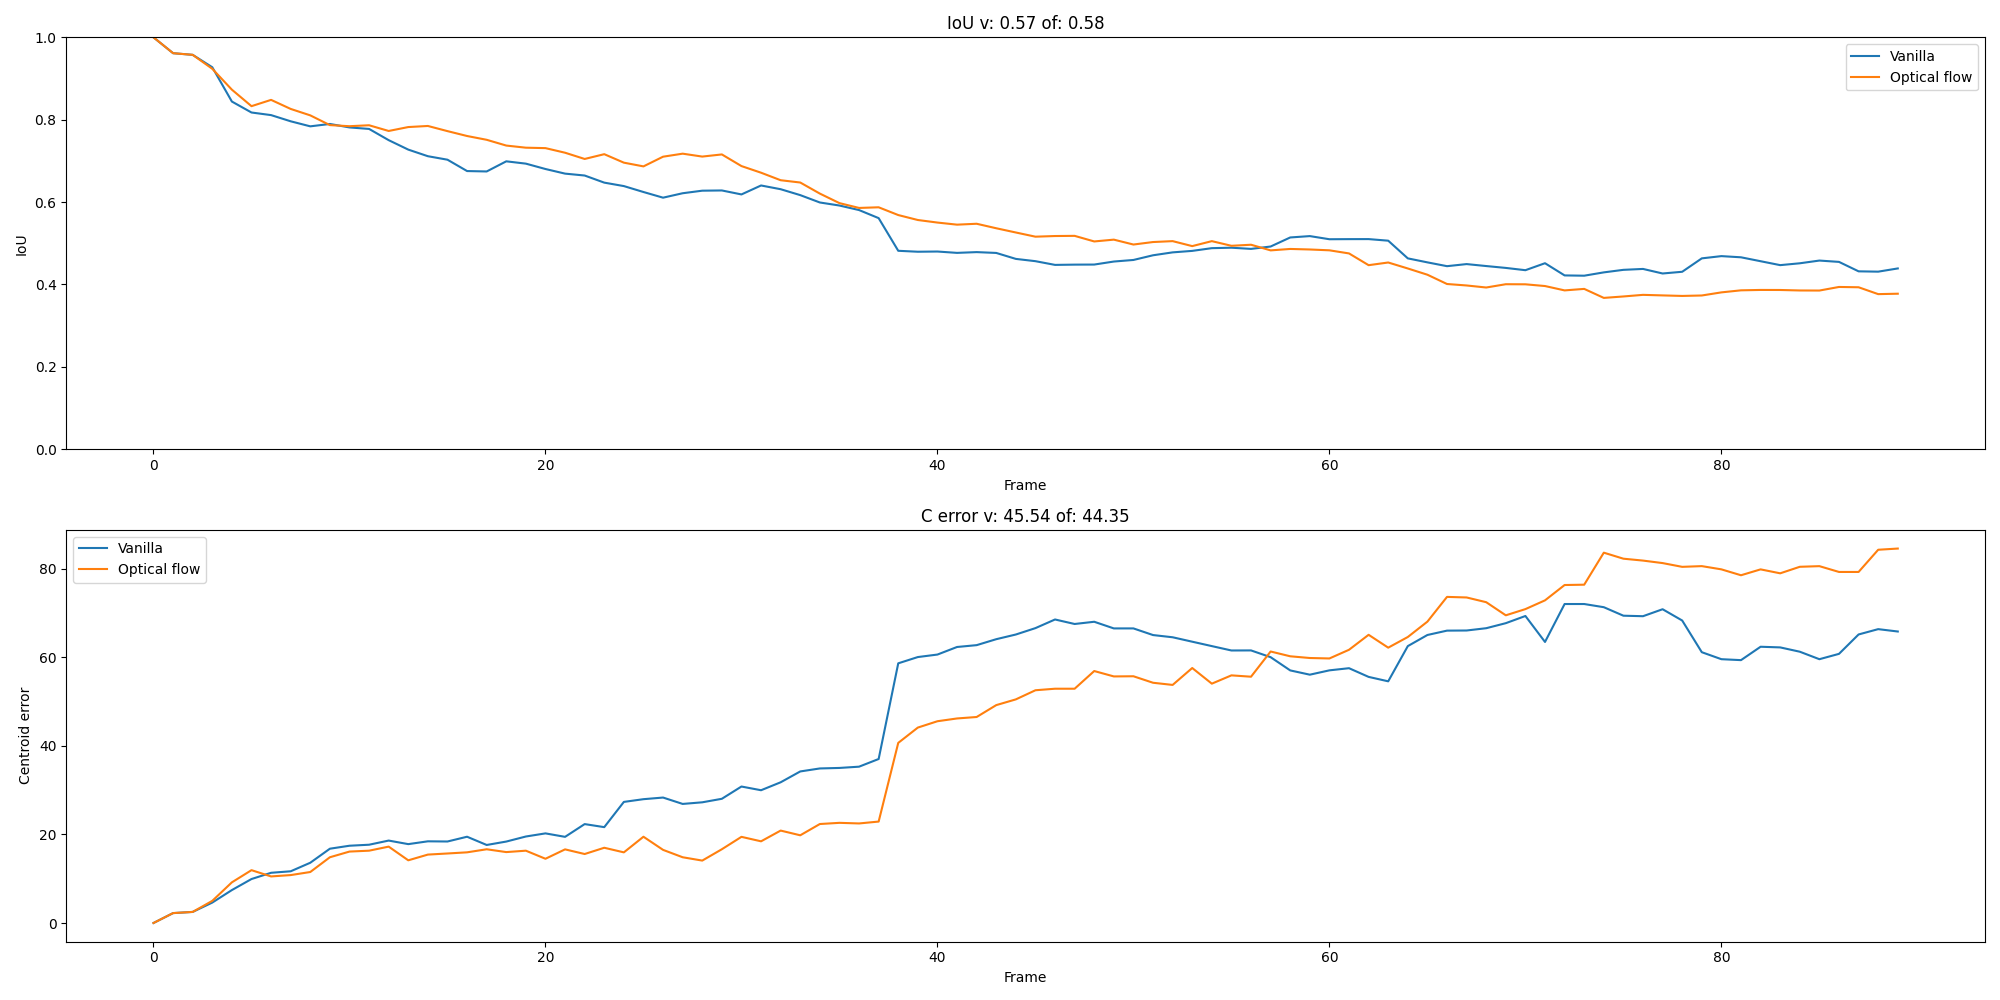 IoU v: 0.57 of: 0.58
1.0
0.8
0.6
0.4
0.2
0.0
IoU
Vanilla
Optical flow
0 20 40 60 80
Frame
C error v: 45.54 of: 44.35
80
60
40
20
0
Centroid error
Vanilla
Optical flow
0 20 40 60 80
Frame